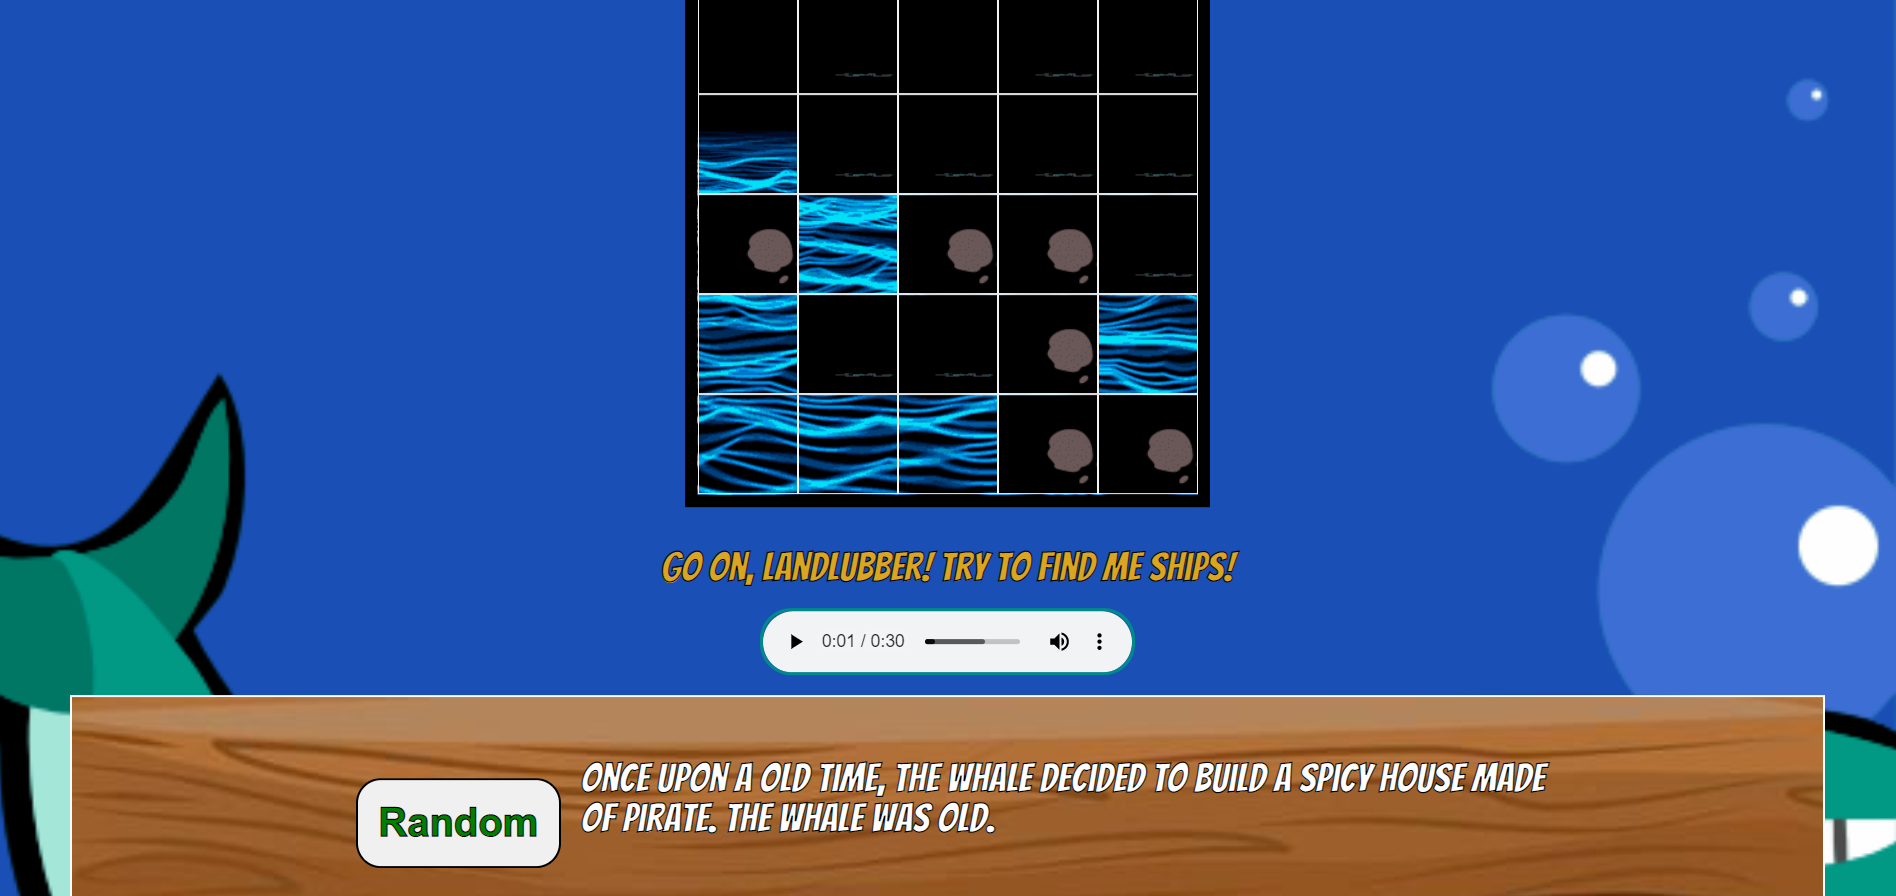 GO ON, LANDLUBBER! TRY TO FIND ME SHIPS!
0:01 / 0:30
ONCE UPON A OLD TIME, THE WHALE DECIDED TO BUILD A SPICY HOUSE MADE
OF PIRATE. THE WHALE WAS OLD.
Random